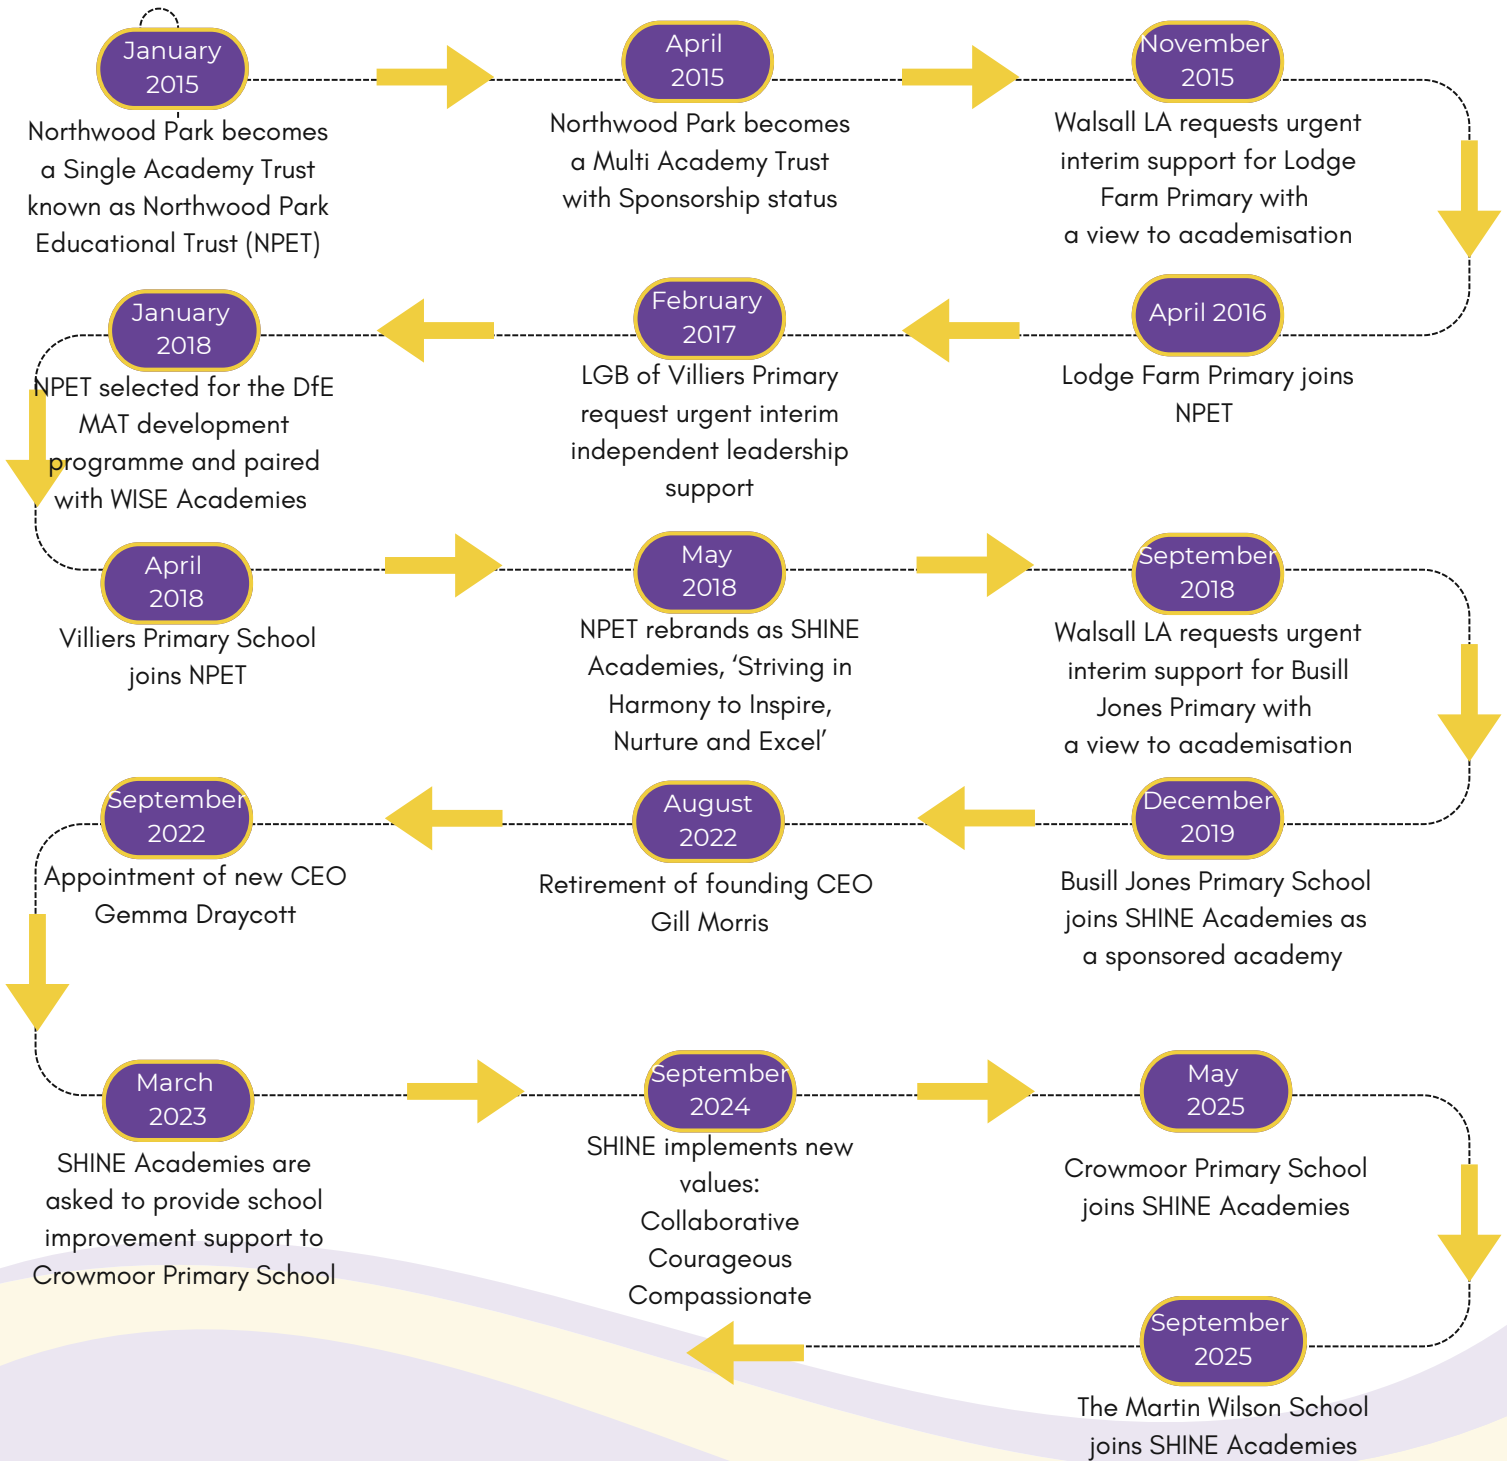 January
2015
Northwood Park becomes
a Single Academy Trust
known as Northwood Park
Educational Trust (NPET)
April
2015
Northwood Park becomes
a Multi Academy Trust
with Sponsorship status
November
2015
Walsall LA requests urgent
interim support for Lodge
Farm Primary with
a view to academisation
April 2016
Lodge Farm Primary joins
NPET
February
2017
LGB of Villiers Primary
request urgent interim
independent leadership
support
January
2018
NPET selected for the DfE
MAT development
programme and paired
with WISE Academies
April
2018
Villiers Primary School
joins NPET
May
2018
NPET rebrands as SHINE
Academies, ‘Striving in
Harmony to Inspire,
Nurture and Excel’
September
2018
Walsall LA requests urgent
interim support for Busill
Jones Primary with
a view to academisation
December
2019
Busill Jones Primary School
joins SHINE Academies as
a sponsored academy
August
2022
Retirement of founding CEO
Gill Morris
September
2022
Appointment of new CEO
Gemma Draycott
March
2023
SHINE Academies are
asked to provide school
improvement support to
Crowmoor Primary School
September
2024
SHINE implements new
values:
Collaborative
Courageous
Compassionate
May
2025
Crowmoor Primary School
joins SHINE Academies
September
2025
The Martin Wilson School
joins SHINE Academies